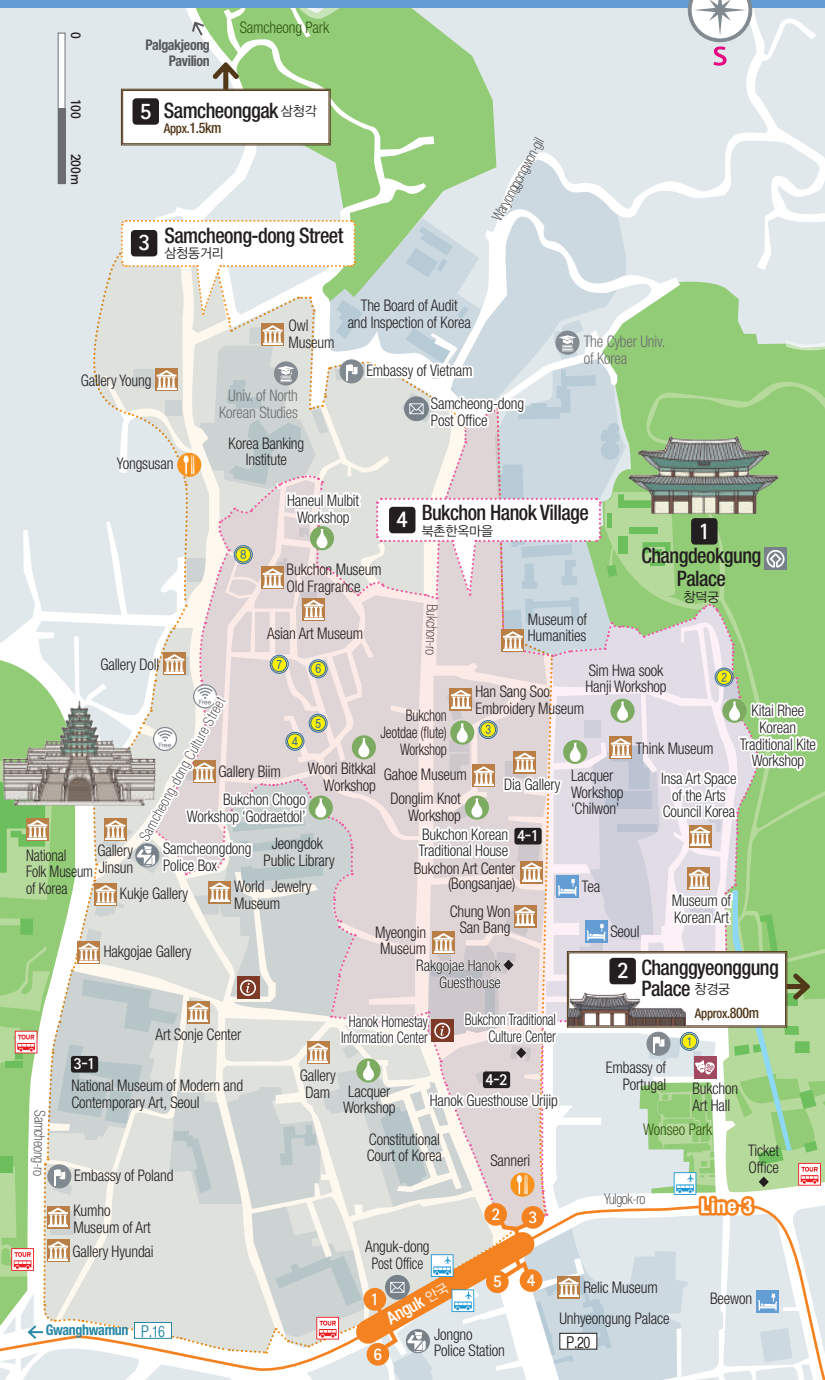 S
Samcheong Park
Palgakjeong
Pavilion
0
100
200m
5 Samcheonggak 삼청각
Appx.1.5km
Waryonggongwon-gil
3 Samcheong-dong Street
삼청동거리
The Board of Audit
and Inspection of Korea
Owl
Museum
The Cyber Univ.
of Korea
Gallery Young
Embassy of Vietnam
Univ. of North
Korean Studies
Samcheong-dong
Post Office
Korea Banking
Institute
Yongsusan
Haneul Mulbit
Workshop
4 Bukchon Hanok Village
북촌한옥마을
1
Changdeokgung
Palace
창덕궁
8
Bukchon Museum
Old Fragrance
Asian Art Museum
Bukchon-ro
Museum of
Humanities
Gallery Doll
7
6
Sim Hwa sook
Hanji Workshop
2
Free
Han Sang Soo
Embroidery Museum
Kitai Rhee
Korean
Traditional Kite
Workshop
Free
Samcheong-dong Culture Street
5
4
Bukchon
Jeotdae (flute)
Workshop
3
Think Museum
Gallery Biim
Woori Bitkkal
Workshop
Gahoe Museum
Dia Gallery
Lacquer
Workshop
'Chilwon'
Insa Art Space
of the Arts
Council Korea
Bukchon Chogo
Workshop 'Godraetdol'
Donglim Knot
Workshop
National
Folk Museum
of Korea
Gallery
Jinsun
Samcheongdong
Police Box
Jeongdok
Public Library
Bukchon Korean
Traditional House
4-1
Bukchon Art Center
(Bongsanjae)
Tea
Kukje Gallery
World Jewelry
Museum
Museum of
Korean Art
Chung Won
San Bang
Seoul
Myeongin
Museum
Hakgojae Gallery
Rakgojae Hanok
Guesthouse
2 Changgyeonggung
Palace 창경궁
Approx.800m
i
Art Sonje Center
Hanok Homestay
Information Center
i
Bukchon Traditional
Culture Center
TOUR
1
3-1
National Museum of Modern and
Contemporary Art, Seoul
Gallery
Dam
Lacquer
Workshop
4-2
Hanok Guesthouse Urijip
Embassy of
Portugal
Bukchon
Art Hall
Samcheong-ro
Constitutional
Court of Korea
Wonseo Park
Ticket
Office
Sanneri
TOUR
Embassy of Poland
Yulgok-ro
Line 3
Kumho
Museum of Art
2
3
Gallery Hyundai
TOUR
Anguk-dong
Post Office
5
4
Relic Museum
1
Anguk 안국
Beewon
Unhyeongung Palace
P.20
Gwanghwamun P.16
TOUR
6
Jongno
Police Station